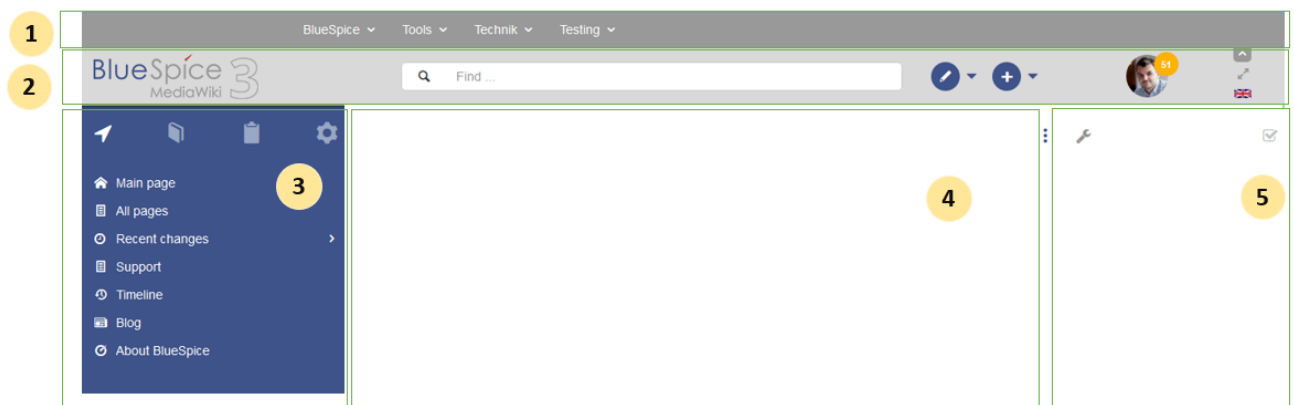 1
BlueSpice Tools Technik Testing
2
BlueSpice 3
MediaWiki
Find ...
51
3
Main page
All pages
Recent changes
Support
Timeline
Blog
About BlueSpice
4
5